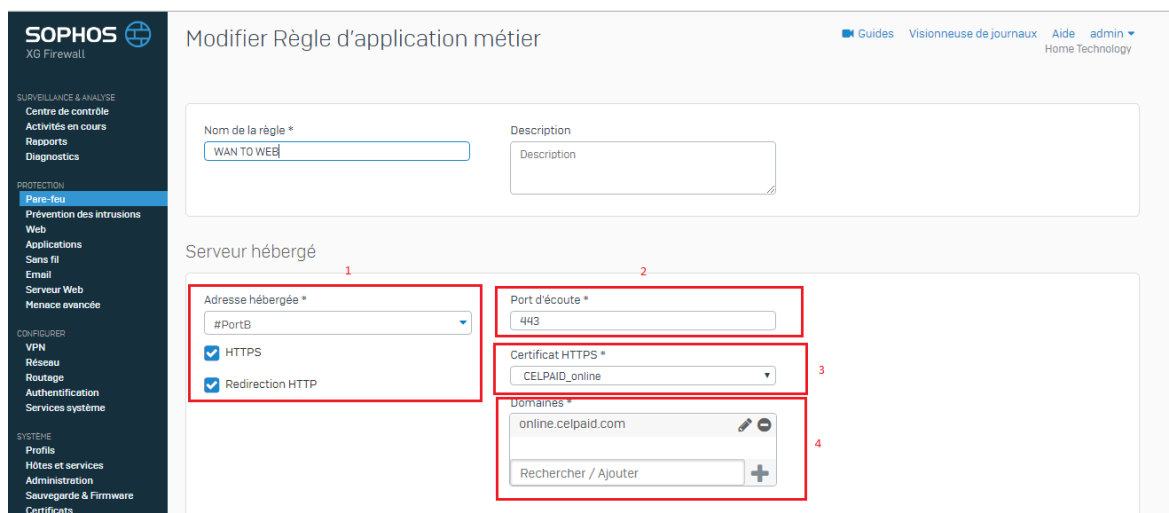 SOPHOS
XG Firewall
Modifier Règle d'application métier
Guides Visionneuse de journaux Aide admin
Home Technology
SURVEILLANCE & ANALYSE
Centre de contrôle
Activités en cours
Rapports
Diagnostics
PROTECTION
Pare-feu
Prévention des intrusions
Web
Applications
Sans fil
Email
Serveur Web
Menace avancée
CONFIGURER
VPN
Réseau
Routage
Authentification
Services système
SYSTÈME
Profils
Hôtes et services
Administration
Sauvegarde & Firmware
Certificats
Nom de la règle *
WAN TO WEB
Description
Description
Serveur hébergé
1
Adresse hébergée *
#PortB
HTTPS
Redirection HTTP
2
Port d'écoute *
443
Certificat HTTPS *
CELPAID_online
3
Domaines *
online.celpaid.com
Rechercher / Ajouter
4